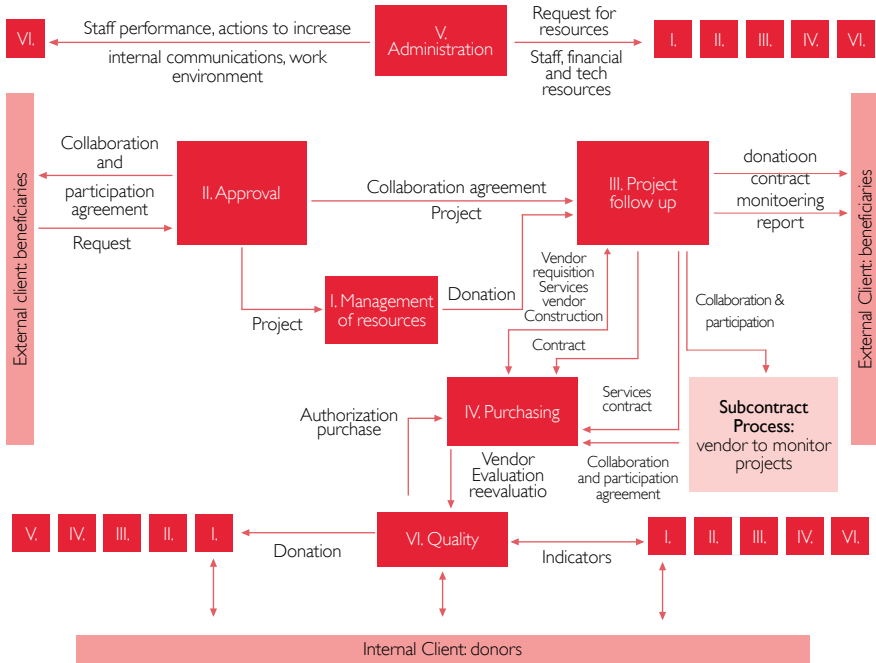 VI.
Staff performance, actions to increase
internal communications, work
environment
V.
Administration
Request for
resources
Staff, financial
and tech
resources
I.
II.
III.
IV.
VI.
External client: beneficiaries
Collaboration
and
participation
agreement
Request
II. Approval
Collaboration agreement
Project
III. Project
follow up
donatioon
contract
monitoering
report
External Client: beneficiaries
Project
I. Management
of resources
Donation
Vendor
requisition
Services
vendor
Construction
Contract
Collaboration &
participation
Authorization
purchase
IV. Purchasing
Services
contract
Subcontract
Process:
vendor to monitor
projects
Vendor
Evaluation
reevaluatio
Collaboration
and participation
agreement
V.
IV.
III.
II.
I.
Donation
VI. Quality
Indicators
I.
II.
III.
IV.
VI.
Internal Client: donors